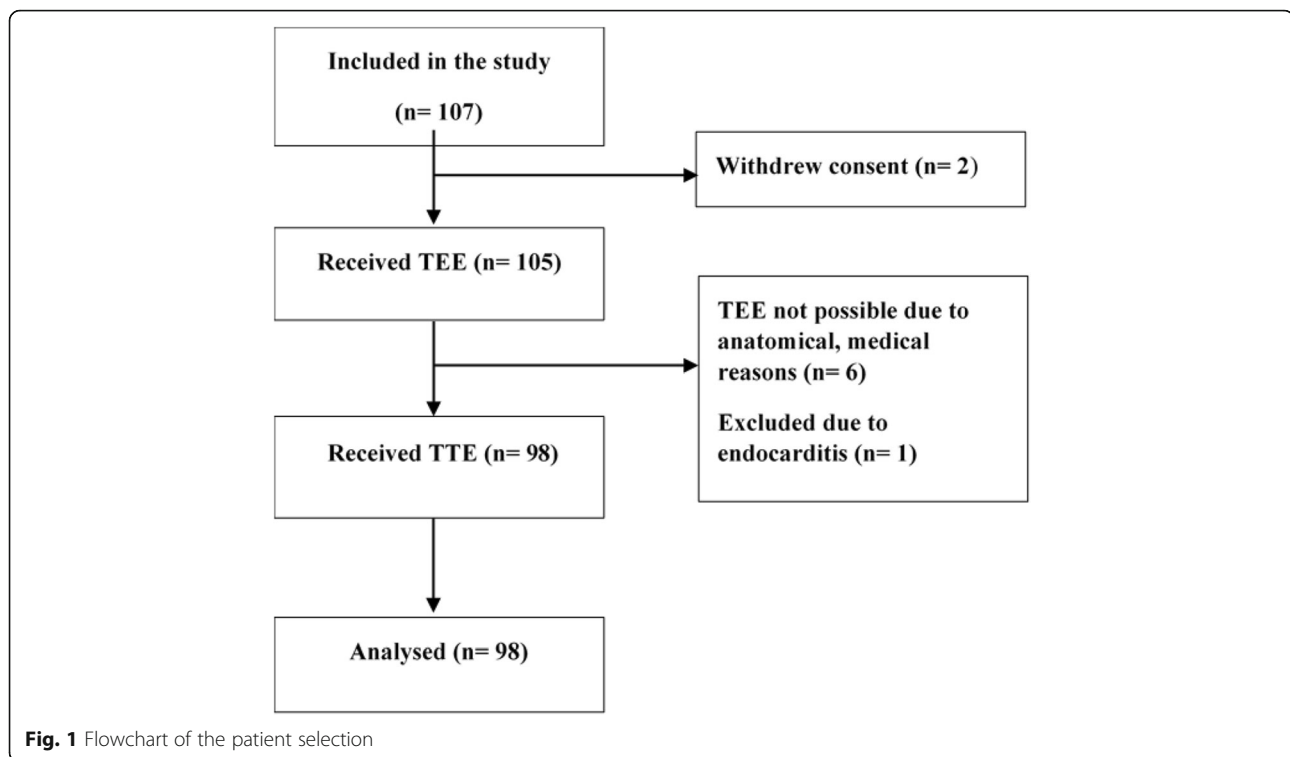 Included in the study
(n= 107)
Withdrew consent (n= 2)
Received TEE (n= 105)
TEE not possible due to
anatomical, medical
reasons (n= 6)
Excluded due to
endocarditis (n= 1)
Received TTE (n= 98)
Analysed (n= 98)
Fig. 1 Flowchart of the patient selection